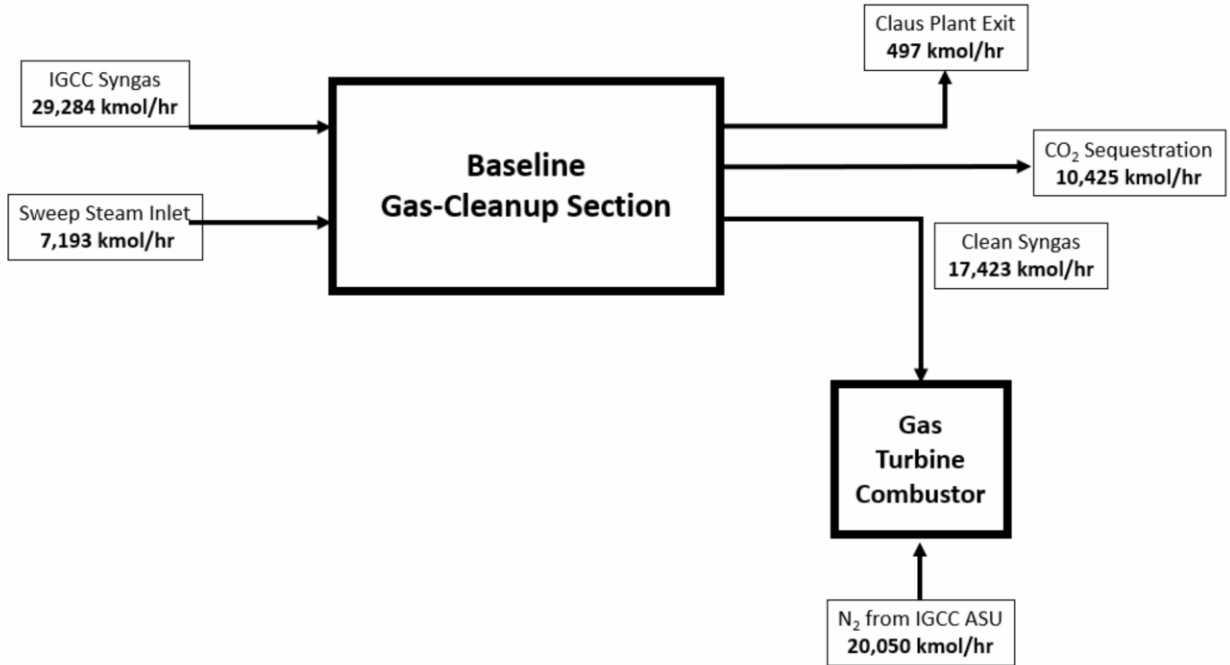 Claus Plant Exit
497 kmol/hr
IGCC Syngas
29,284 kmol/hr
CO₂ Sequestration
10,425 kmol/hr
Baseline
Gas-Cleanup Section
Sweep Steam Inlet
7,193 kmol/hr
Clean Syngas
17,423 kmol/hr
Gas
Turbine
Combustor
N₂ from IGCC ASU
20,050 kmol/hr